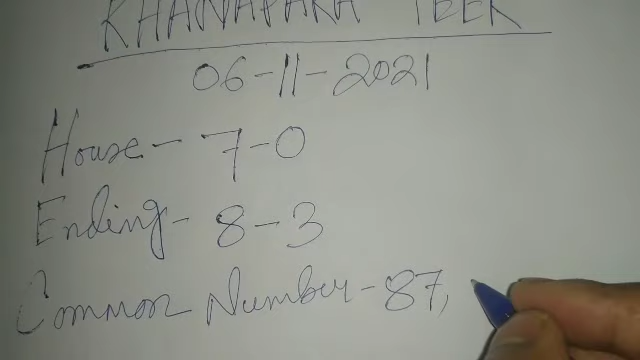 KHANAPARA TEER
06-11-2021
House - 7-0
Ending - 8-3
Common Number - 87,